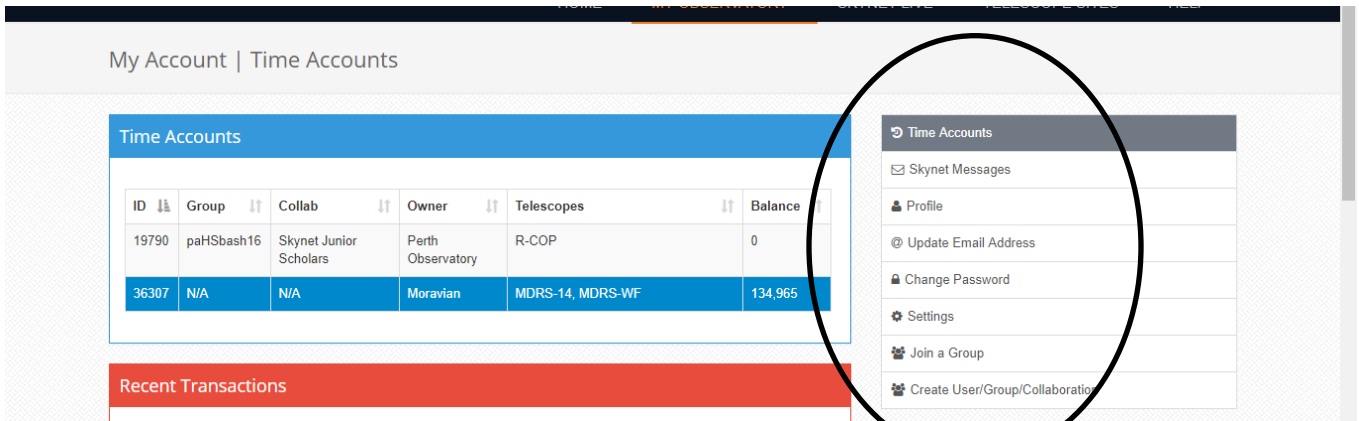 My Account | Time Accounts
Time Accounts
ID Group Collab Owner Telescopes Balance
19790 paHSbash16 Skynet Junior Scholars Perth Observatory R-COP 0
36307 N/A N/A Moravian MDRS-14, MDRS-WF 134,965
Recent Transactions
Time Accounts
Skynet Messages
Profile
@ Update Email Address
Change Password
Settings
Join a Group
Create User/Group/Collaboration